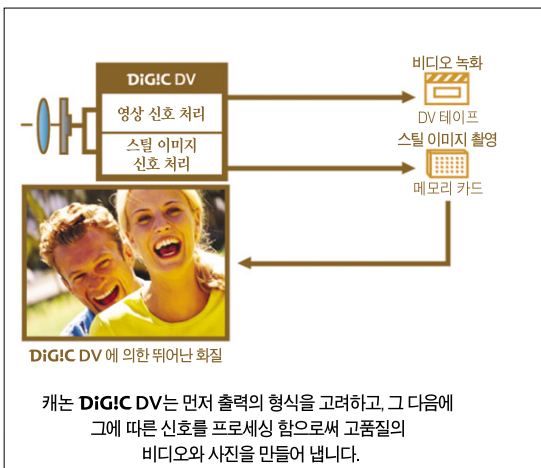 DiG!C DV
영상 신호 처리
스틸 이미지
신호 처리
비디오 녹화
DV 테이프
스틸 이미지 촬영
메모리 카드
DiG!C DV 에 의한 뛰어난 화질
캐논 DiG!C DV는 먼저 출력의 형식을 고려하고, 그 다음에
그에 따른 신호를 프로세싱 함으로써 고품질의
비디오와 사진을 만들어 냅니다.